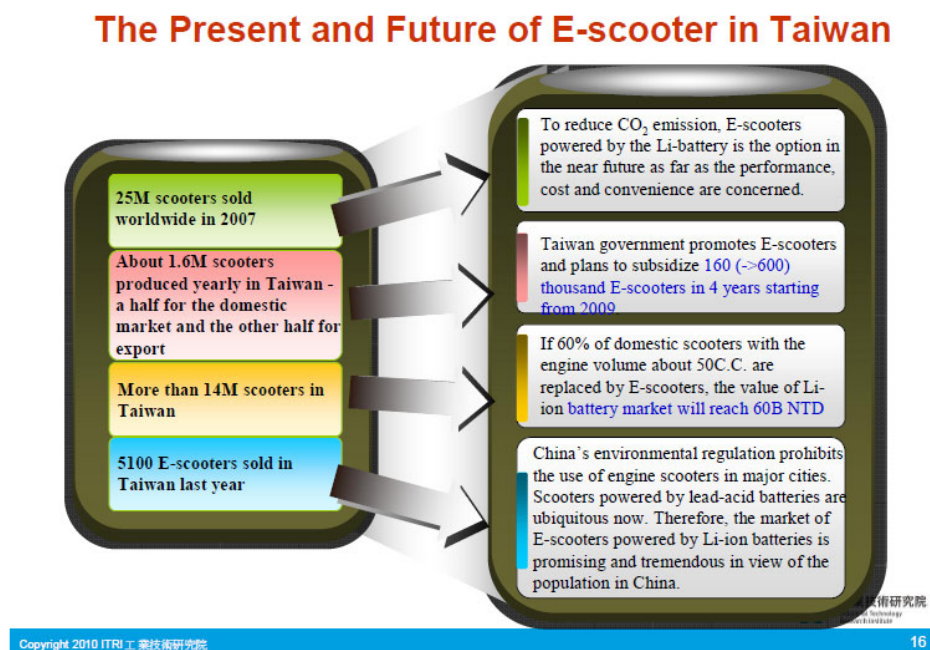 The Present and Future of E-scooter in Taiwan
25M scooters sold
worldwide in 2007
About 1.6M scooters
produced yearly in Taiwan -
a half for the domestic
market and the other half for
export
More than 14M scooters in
Taiwan
5100 E-scooters sold in
Taiwan last year
To reduce CO₂ emission, E-scooters
powered by the Li-battery is the option in
the near future as far as the performance,
cost and convenience are concerned.
Taiwan government promotes E-scooters
and plans to subsidize 160 (->600)
thousand E-scooters in 4 years starting
from 2009.
If 60% of domestic scooters with the
engine volume about 50C.C. are
replaced by E-scooters, the value of Li-
ion battery market will reach 60B NTD
China’s environmental regulation prohibits
the use of engine scooters in major cities.
Scooters powered by lead-acid batteries are
ubiquitous now. Therefore, the market of
E-scooters powered by Li-ion batteries is
promising and tremendous in view of the
population in China.
技術研究院
Technology
Research Institute
Copyright 2010 ITRI 工業技術研究院
16